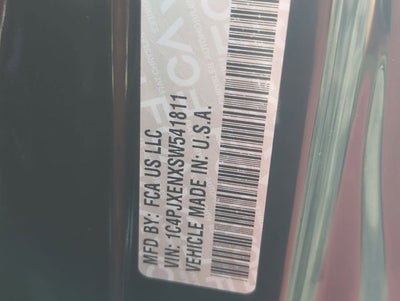 MFD BY: FCA US LLC
VIN: 1C4PJXENXSW541811
VEHICLE MADE IN: U.S.A.